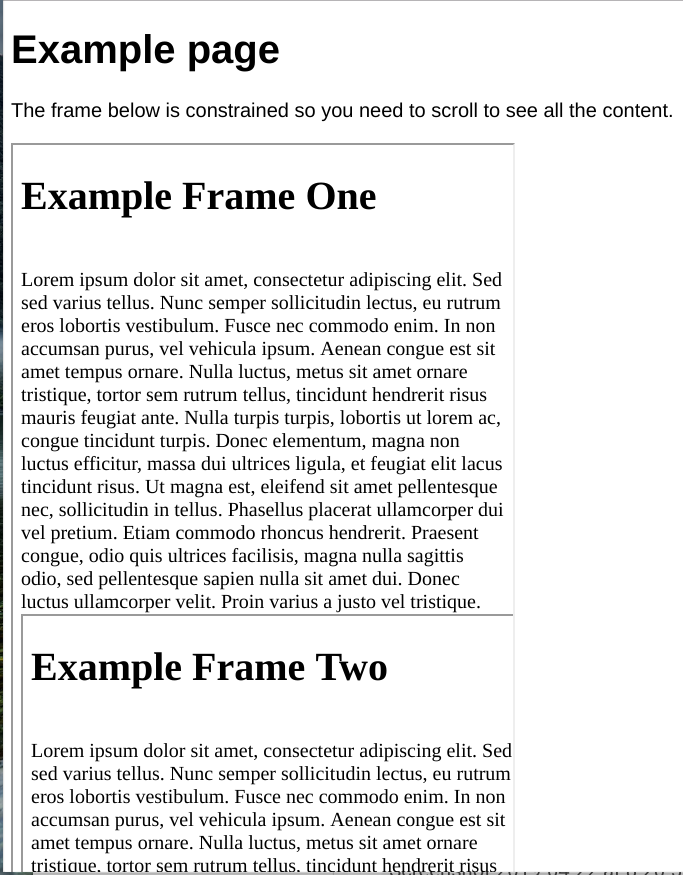 Example page
The frame below is constrained so you need to scroll to see all the content.
Example Frame One
Lorem ipsum dolor sit amet, consectetur adipiscing elit. Sed
sed varius tellus. Nunc semper sollicitudin lectus, eu rutrum
eros lobortis vestibulum. Fusce nec commodo enim. In non
accumsan purus, vel vehicula ipsum. Aenean congue est sit
amet tempus ornare. Nulla luctus, metus sit amet ornare
tristique, tortor sem rutrum tellus, tincidunt hendrerit risus
mauris feugiat ante. Nulla turpis turpis, lobortis ut lorem ac,
congue tincidunt turpis. Donec elementum, magna non
luctus efficitur, massa dui ultrices ligula, et feugiat elit lacus
tincidunt risus. Ut magna est, eleifend sit amet pellentesque
nec, sollicitudin in tellus. Phasellus placerat ullamcorper dui
vel pretium. Etiam commodo rhoncus hendrerit. Praesent
congue, odio quis ultrices facilisis, magna nulla sagittis
odio, sed pellentesque sapien nulla sit amet dui. Donec
luctus ullamcorper velit. Proin varius a justo vel tristique.
Example Frame Two
Lorem ipsum dolor sit amet, consectetur adipiscing elit. Sed
sed varius tellus. Nunc semper sollicitudin lectus, eu rutrum
eros lobortis vestibulum. Fusce nec commodo enim. In non
accumsan purus, vel vehicula ipsum. Aenean congue est sit
amet tempus ornare. Nulla luctus, metus sit amet ornare
tristique, tortor sem rutrum tellus, tincidunt hendrerit risus